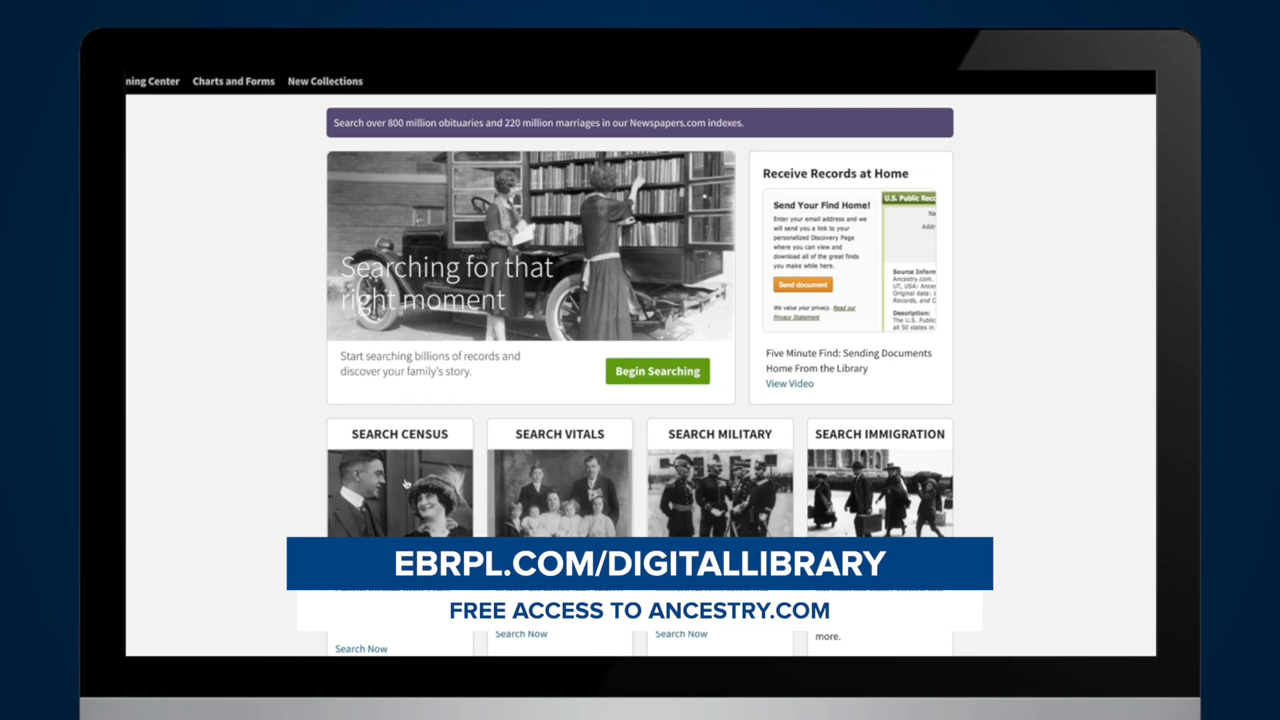 ning Center Charts and Forms New Collections
Search over 800 million obituaries and 220 million marriages in our Newspapers.com indexes.
Searching for that
right moment
Start searching billions of records and
discover your family's story.
Begin Searching
Receive Records at Home
Send Your Find Home!
Enter your email address and we
will send you a link to your
personalized Discovery Page
where you can view and
download all of the great finds
you make while here.
Send document
We value your privacy. Read our
Privacy Statement
U.S. Public Reco
Na
Addr
Source Inform
Ancestry.com.
UT, USA: Ances
Original data:
Records, and
Description:
The U.S. Public
all 50 states in
Five Minute Find: Sending Documents
Home From the Library
View Video
SEARCH CENSUS
SEARCH VITALS
SEARCH MILITARY
SEARCH IMMIGRATION
EBRPL.COM/DIGITALLIBRARY
FREE ACCESS TO ANCESTRY.COM
Search Now
Search Now
Search Now
more.